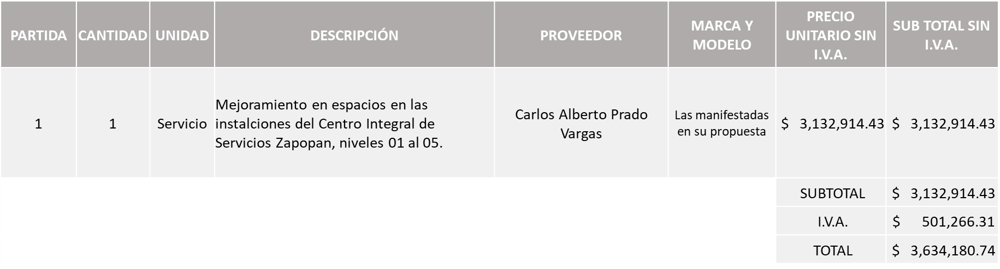 PARTIDA
CANTIDAD
UNIDAD
DESCRIPCIÓN
PROVEEDOR
MARCA Y
MODELO
PRECIO
UNITARIO SIN
I.V.A.
SUB TOTAL SIN
I.V.A.
1
1
Servicio
Mejoramiento en espacios en las
instalciones del Centro Integral de
Servicios Zapopan, niveles 01 al 05.
Carlos Alberto Prado
Vargas
Las manifestadas
en su propuesta
$ 3,132,914.43
$ 3,132,914.43
SUBTOTAL $ 3,132,914.43
I.V.A. $ 501,266.31
TOTAL $ 3,634,180.74